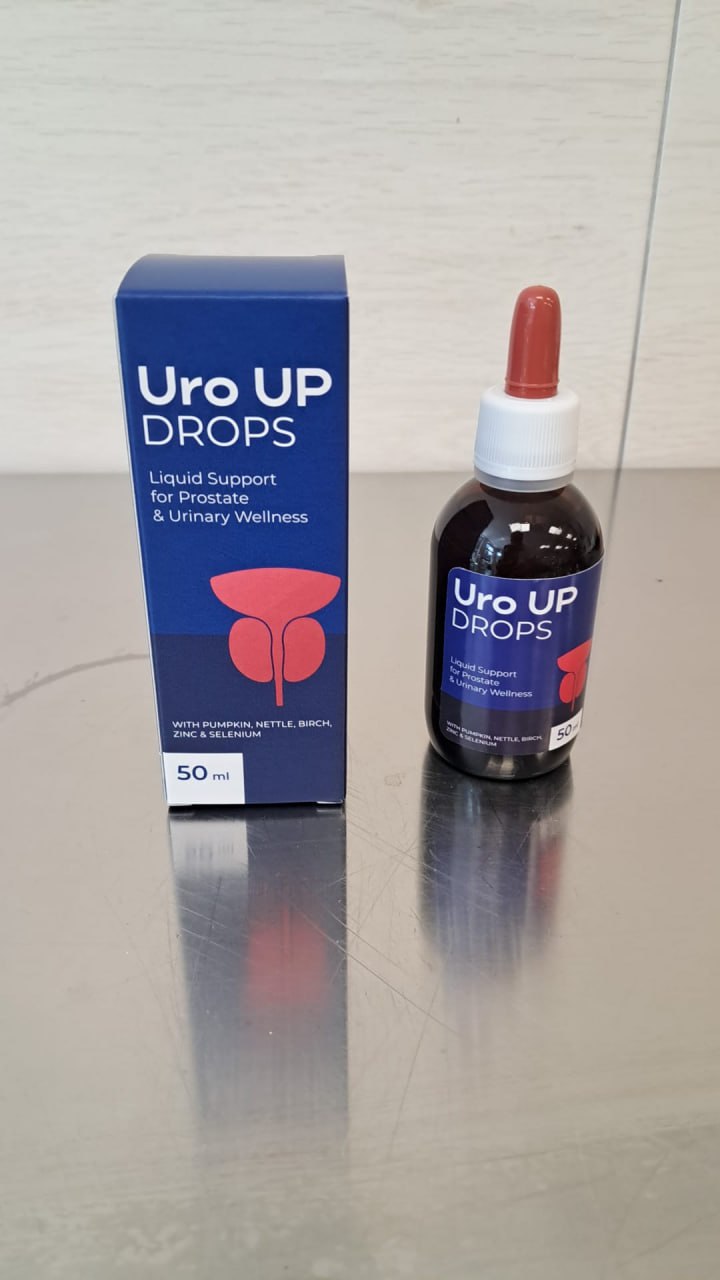 Uro UP
DROPS
Liquid Support
for Prostate
& Urinary Wellness
WITH PUMPKIN, NETTLE, BIRCH,
ZINC & SELENIUM
50 ml
Uro UP
DROPS
Liquid Support
for Prostate
& Urinary Wellness
WITH PUMPKIN, NETTLE, BIRCH,
ZINC & SELENIUM
50 ml